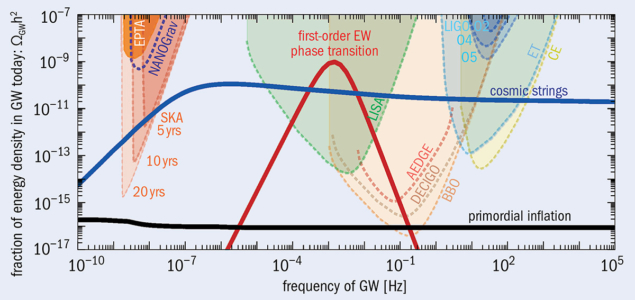 fraction of energy density in GW today: Ω_GW h²
10⁻⁷
10⁻⁹
10⁻¹¹
10⁻¹³
10⁻¹⁵
10⁻¹⁷
EPTA
NANOGrav
SKA
5 yrs
10 yrs
20 yrs
first-order EW
phase transition
LISA
AEDGE
DECIGO
BBO
LIGO
O4
O5
ET
CE
cosmic strings
primordial inflation
10⁻¹⁰
10⁻⁷
10⁻⁴
10⁻¹
10²
10⁵
frequency of GW [Hz]